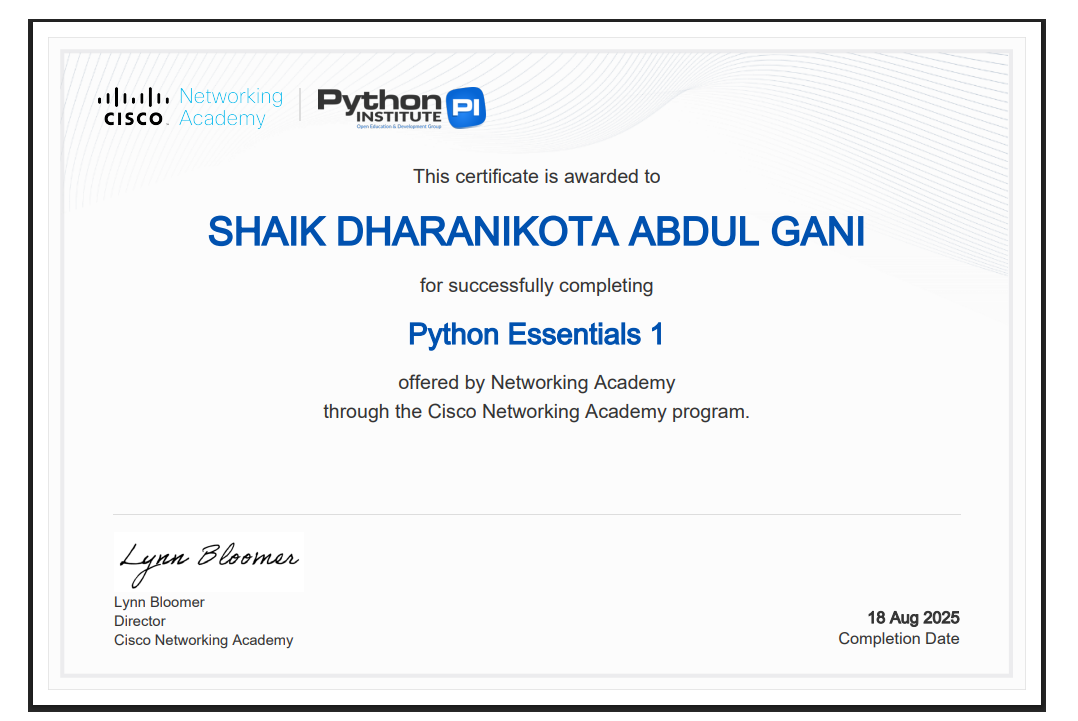 CISCO. Networking Academy
Python INSTITUTE PI
Open Education & Development Group
This certificate is awarded to
SHAIK DHARANIKOTA ABDUL GANI
for successfully completing
Python Essentials 1
offered by Networking Academy
through the Cisco Networking Academy program.
Lynn Bloomer
Lynn Bloomer
Director
Cisco Networking Academy
18 Aug 2025
Completion Date